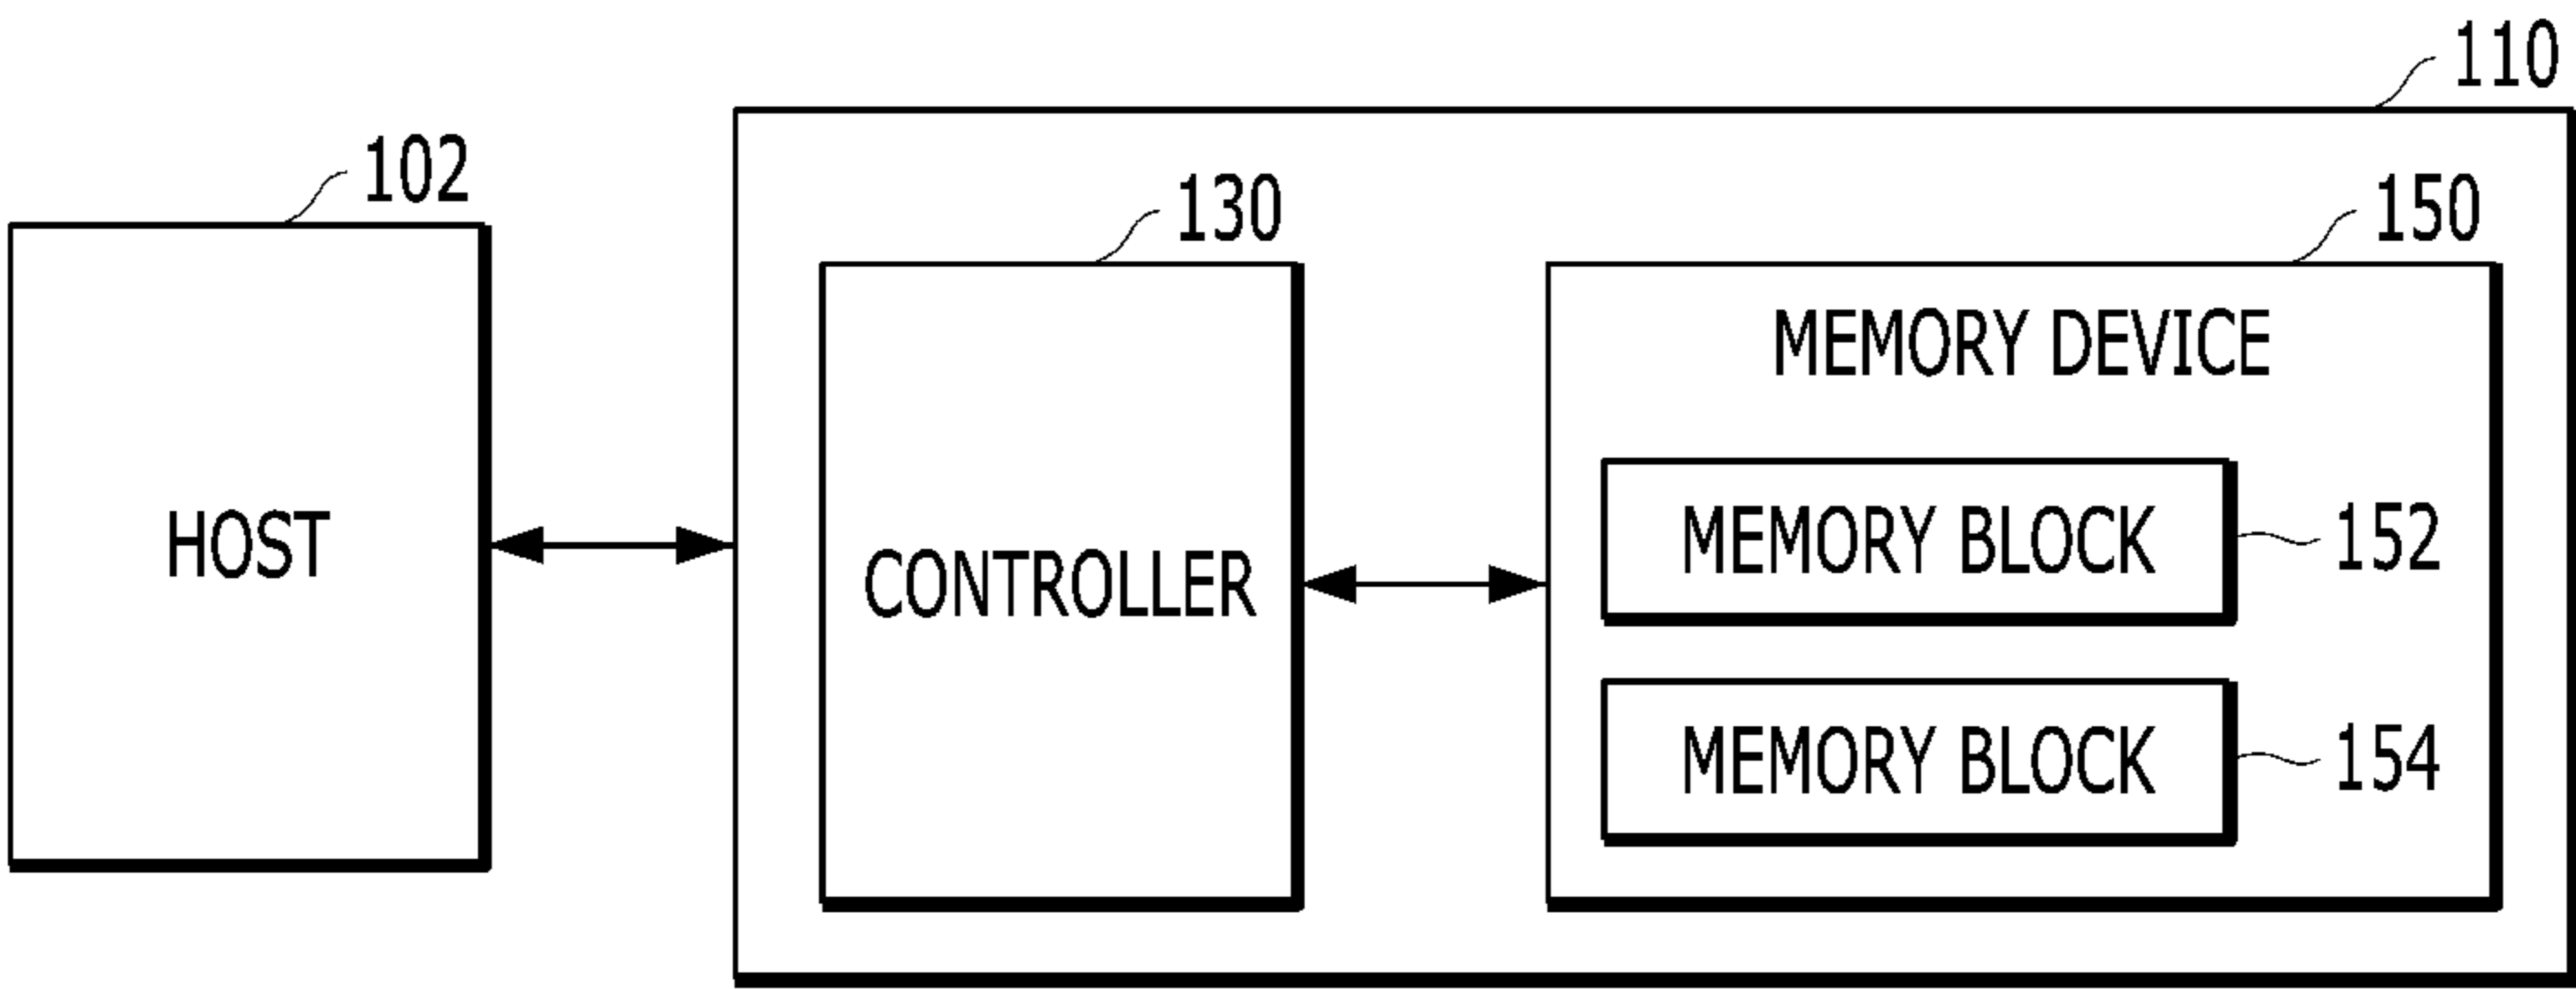 110
102
130
150
MEMORY DEVICE
HOST
CONTROLLER
MEMORY BLOCK
152
MEMORY BLOCK
154